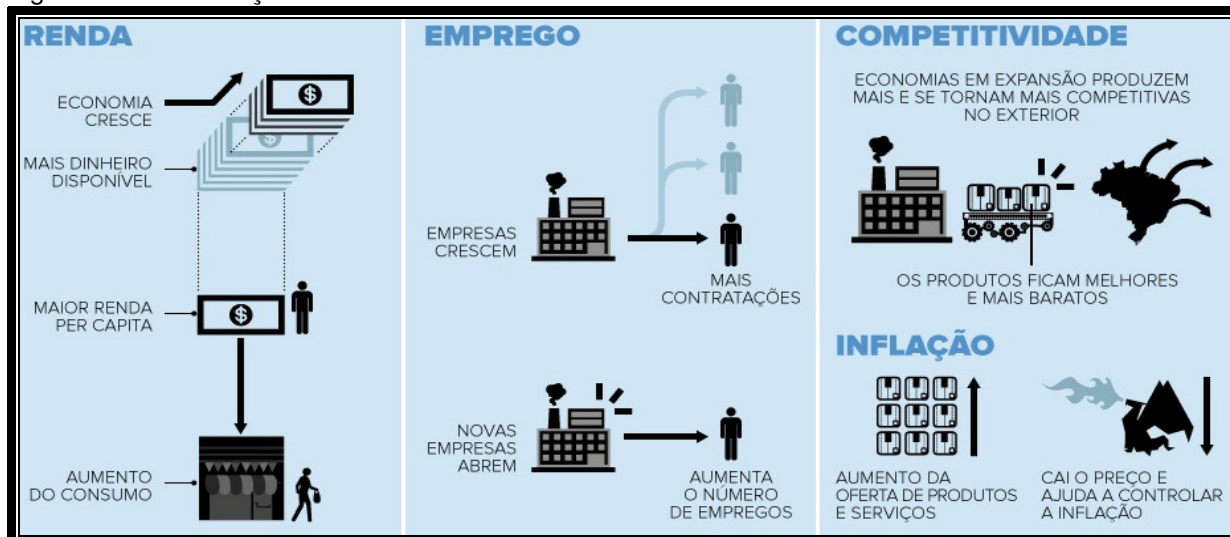 RENDA
ECONOMIA
CRESCE
MAIS DINHEIRO
DISPONÍVEL
MAIOR RENDA
PER CAPITA
AUMENTO
DO CONSUMO
EMPREGO
EMPRESAS
CRESCEM
MAIS
CONTRATAÇÕES
NOVAS
EMPRESAS
ABREM
AUMENTA
O NÚMERO
DE EMPREGOS
COMPETITIVIDADE
ECONOMIAS EM EXPANSÃO PRODUZEM
MAIS E SE TORNAM MAIS COMPETITIVAS
NO EXTERIOR
OS PRODUTOS FICAM MELHORES
E MAIS BARATOS
INFLAÇÃO
AUMENTO DA
OFERTA DE PRODUTOS
E SERVIÇOS
CAI O PREÇO E
AJUDA A CONTROLAR
A INFLAÇÃO